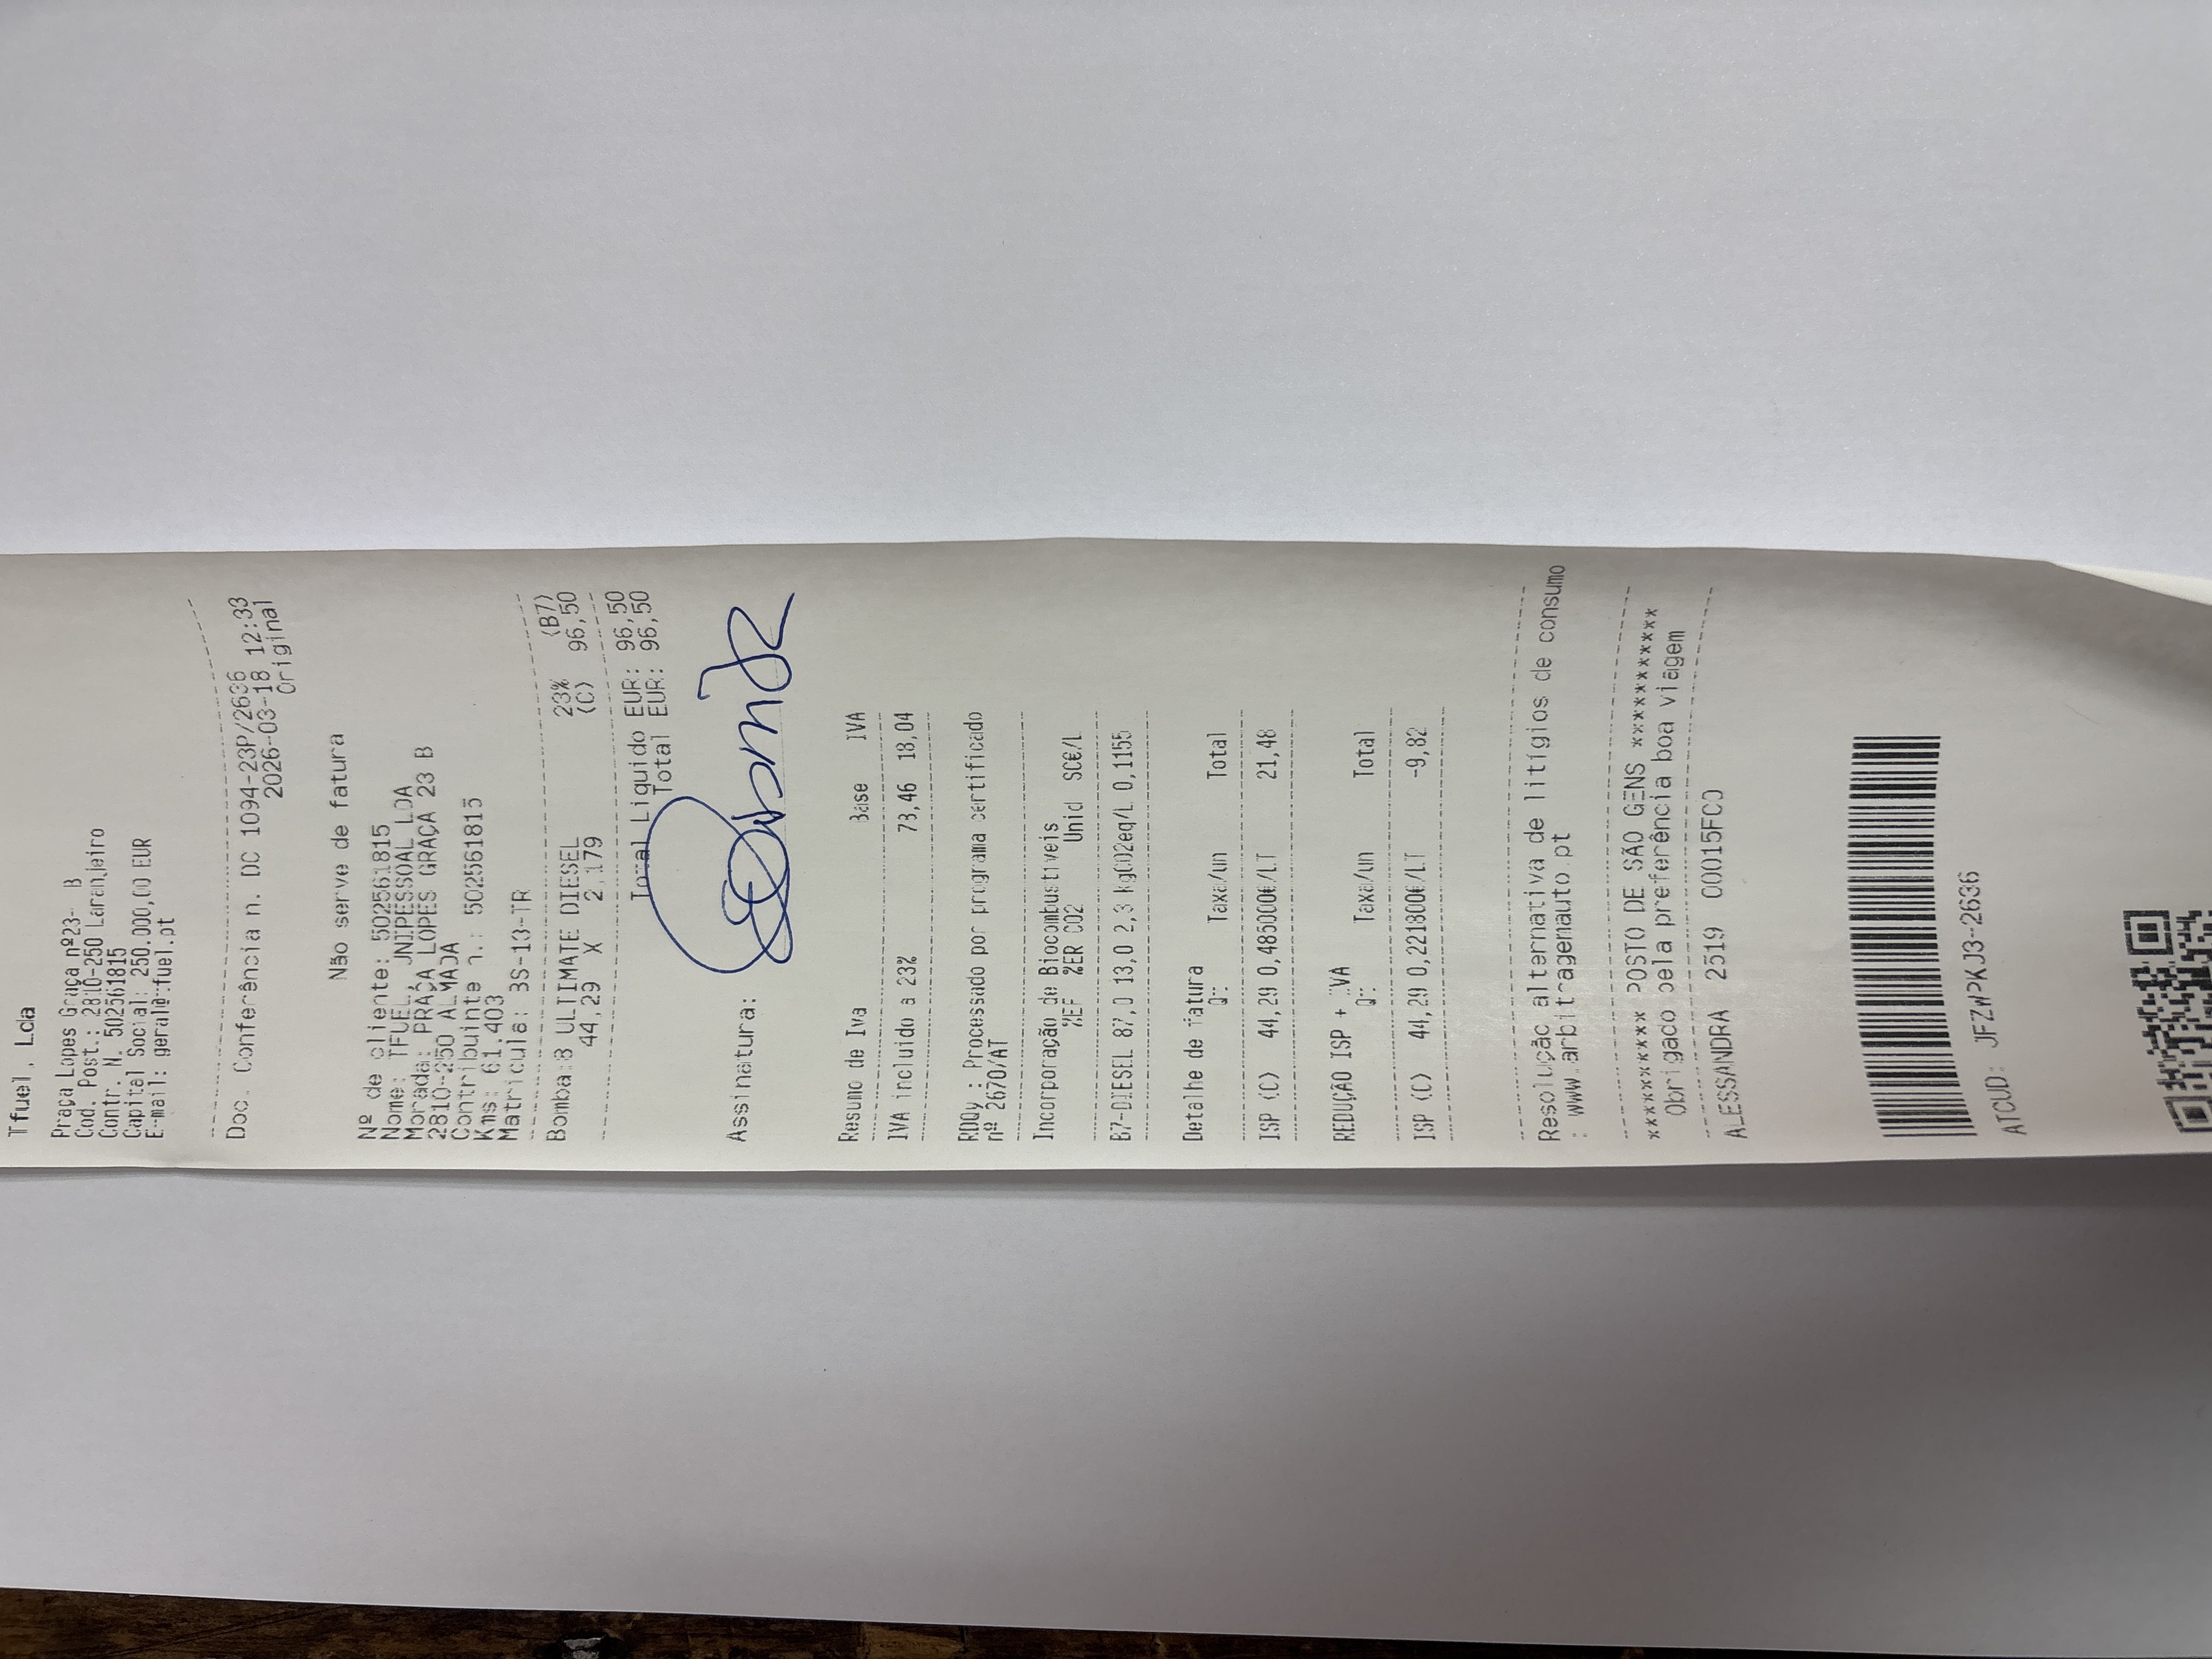 Tfuel, Lda
Praça Lopes Graça nº23- B
Cod. Post.: 2810-250 Laranjeiro
Contr. N. 502561815
Capital Social: 250.000,00 EUR
E-mail: geral@tfuel.pt
Doc. Conferência n. DC 1094-23P/2636
2026-03-18 12:33
Original
Não serve de fatura
Nº de cliente: 502561815
Nome: TFUEL, UNIPESSOAL LDA
Morada: PRAÇA LOPES GRAÇA 23 B
2810-250 ALMADA
Contribuinte n.: 502561815
Kms: 61.403
Matricula: 3S-13-TR
Bomba:8 ULTIMATE DIESEL 23% (B7)
44,29 X 2,179 (C) 96,50
Total Liquido EUR: 96,50
Total EUR: 96,50
Assinatura:
Resumo de Iva Base IVA
IVA incluido a 23% 78,46 18,04
RDQy : Processado por programa certificado
nº 2670/AT
Incorporação de Biocombustiveis
%EF %ER CO2 Unid SC€/L
B7-DIESEL 87,0 13,0 2,3 kgCO2eq/L 0,1155
Detalhe de fatura
Taxa/un Total
ISP (C) 44,29 0,485000€/LT 21,48
REDUÇÃO ISP + IVA
Taxa/un Total
ISP (C) 44,29 0,221800€/LT -9,82
Resolução alternativa de litígios de consumo
: www.arbitragemauto.pt
********** POSTO DE SÃO GENS **********
Obrigado pela preferência boa viagem
ALESSANDRA 2519 00015FC0
ATCUD: JFZWPKJ3-2636